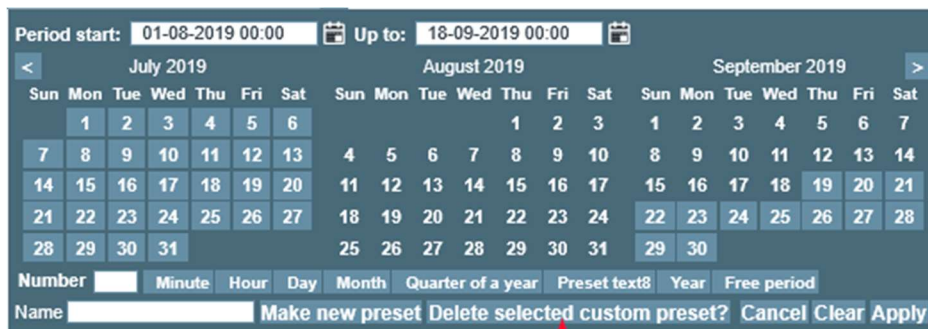 Period start: 01-08-2019 00:00 Up to: 18-09-2019 00:00
< July 2019 August 2019 September 2019 >
Sun Mon Tue Wed Thu Fri Sat Sun Mon Tue Wed Thu Fri Sat Sun Mon Tue Wed Thu Fri Sat
1 2 3 4 5 6 1 2 3 1 2 3 4 5 6 7
7 8 9 10 11 12 13 4 5 6 7 8 9 10 8 9 10 11 12 13 14
14 15 16 17 18 19 20 11 12 13 14 15 16 17 15 16 17 18 19 20 21
21 22 23 24 25 26 27 18 19 20 21 22 23 24 22 23 24 25 26 27 28
28 29 30 31 25 26 27 28 29 30 31 29 30
Number Minute Hour Day Month Quarter of a year Preset text8 Year Free period
Name Make new preset Delete selected custom preset? Cancel Clear Apply